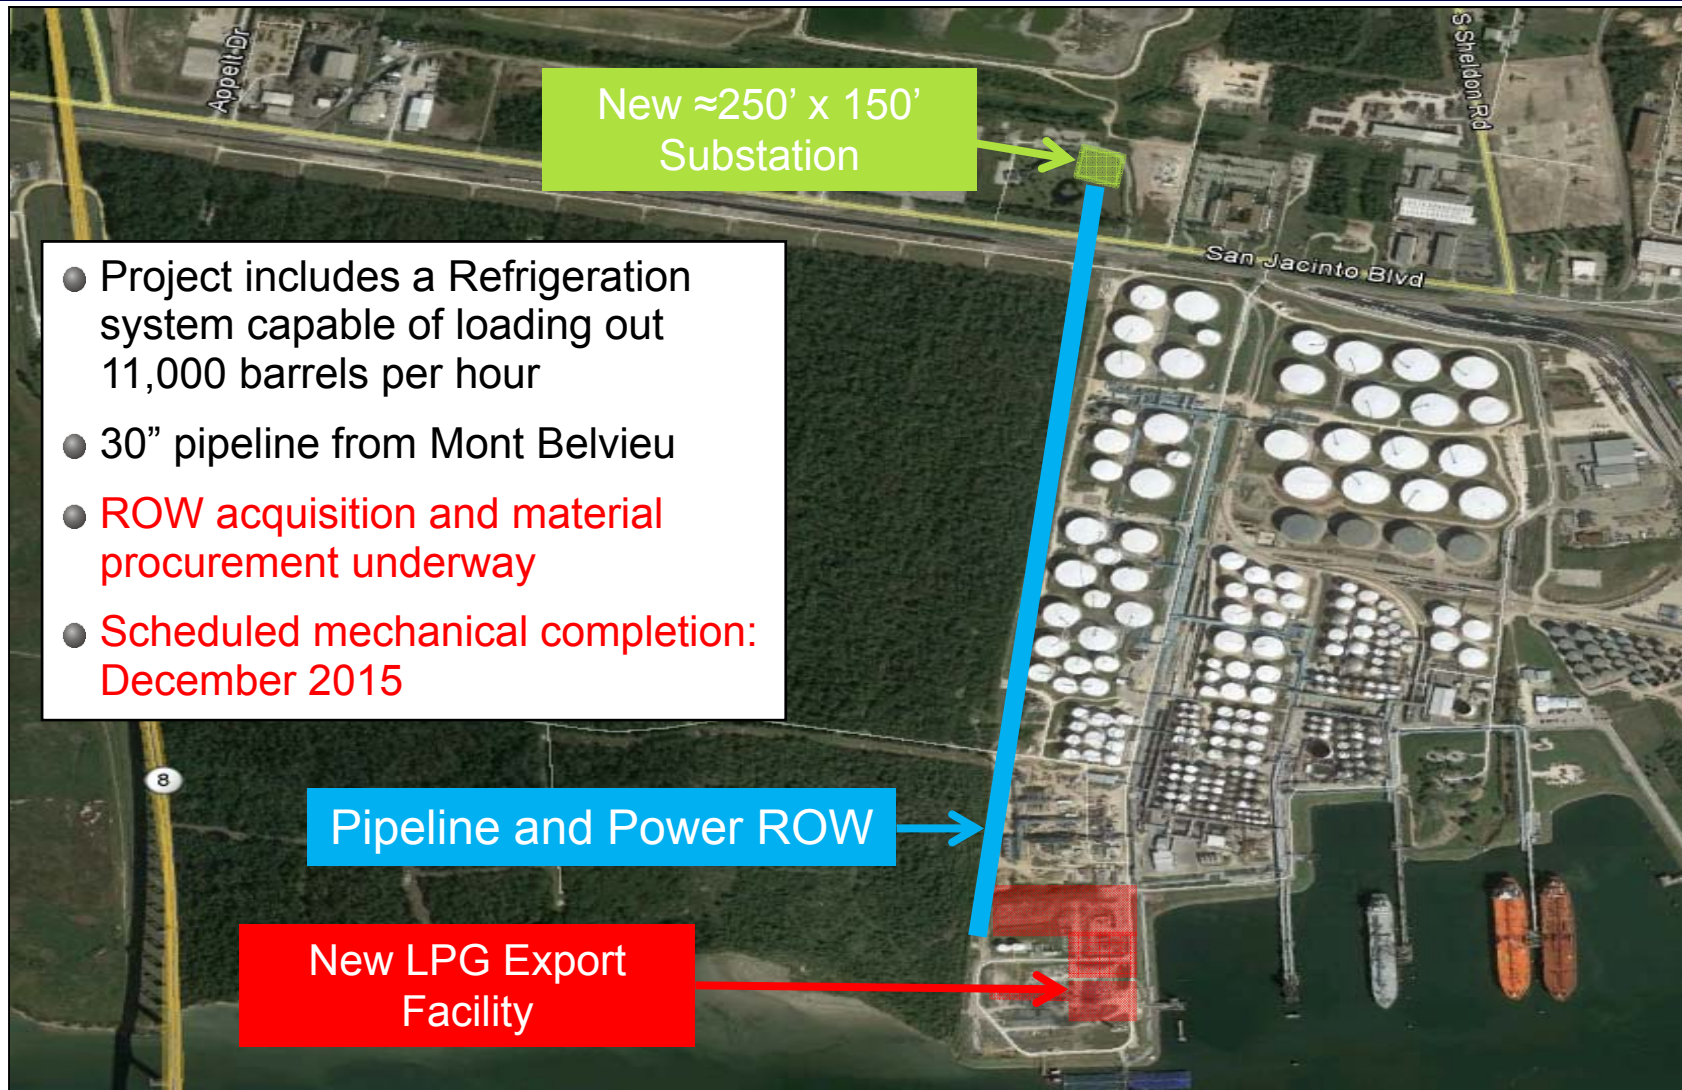 Appelt Dr
S Sheldon Rd
New ≈250’ x 150’
Substation
San Jacinto Blvd
● Project includes a Refrigeration
system capable of loading out
11,000 barrels per hour
● 30” pipeline from Mont Belvieu
● ROW acquisition and material
procurement underway
● Scheduled mechanical completion:
December 2015
8
Pipeline and Power ROW
New LPG Export
Facility